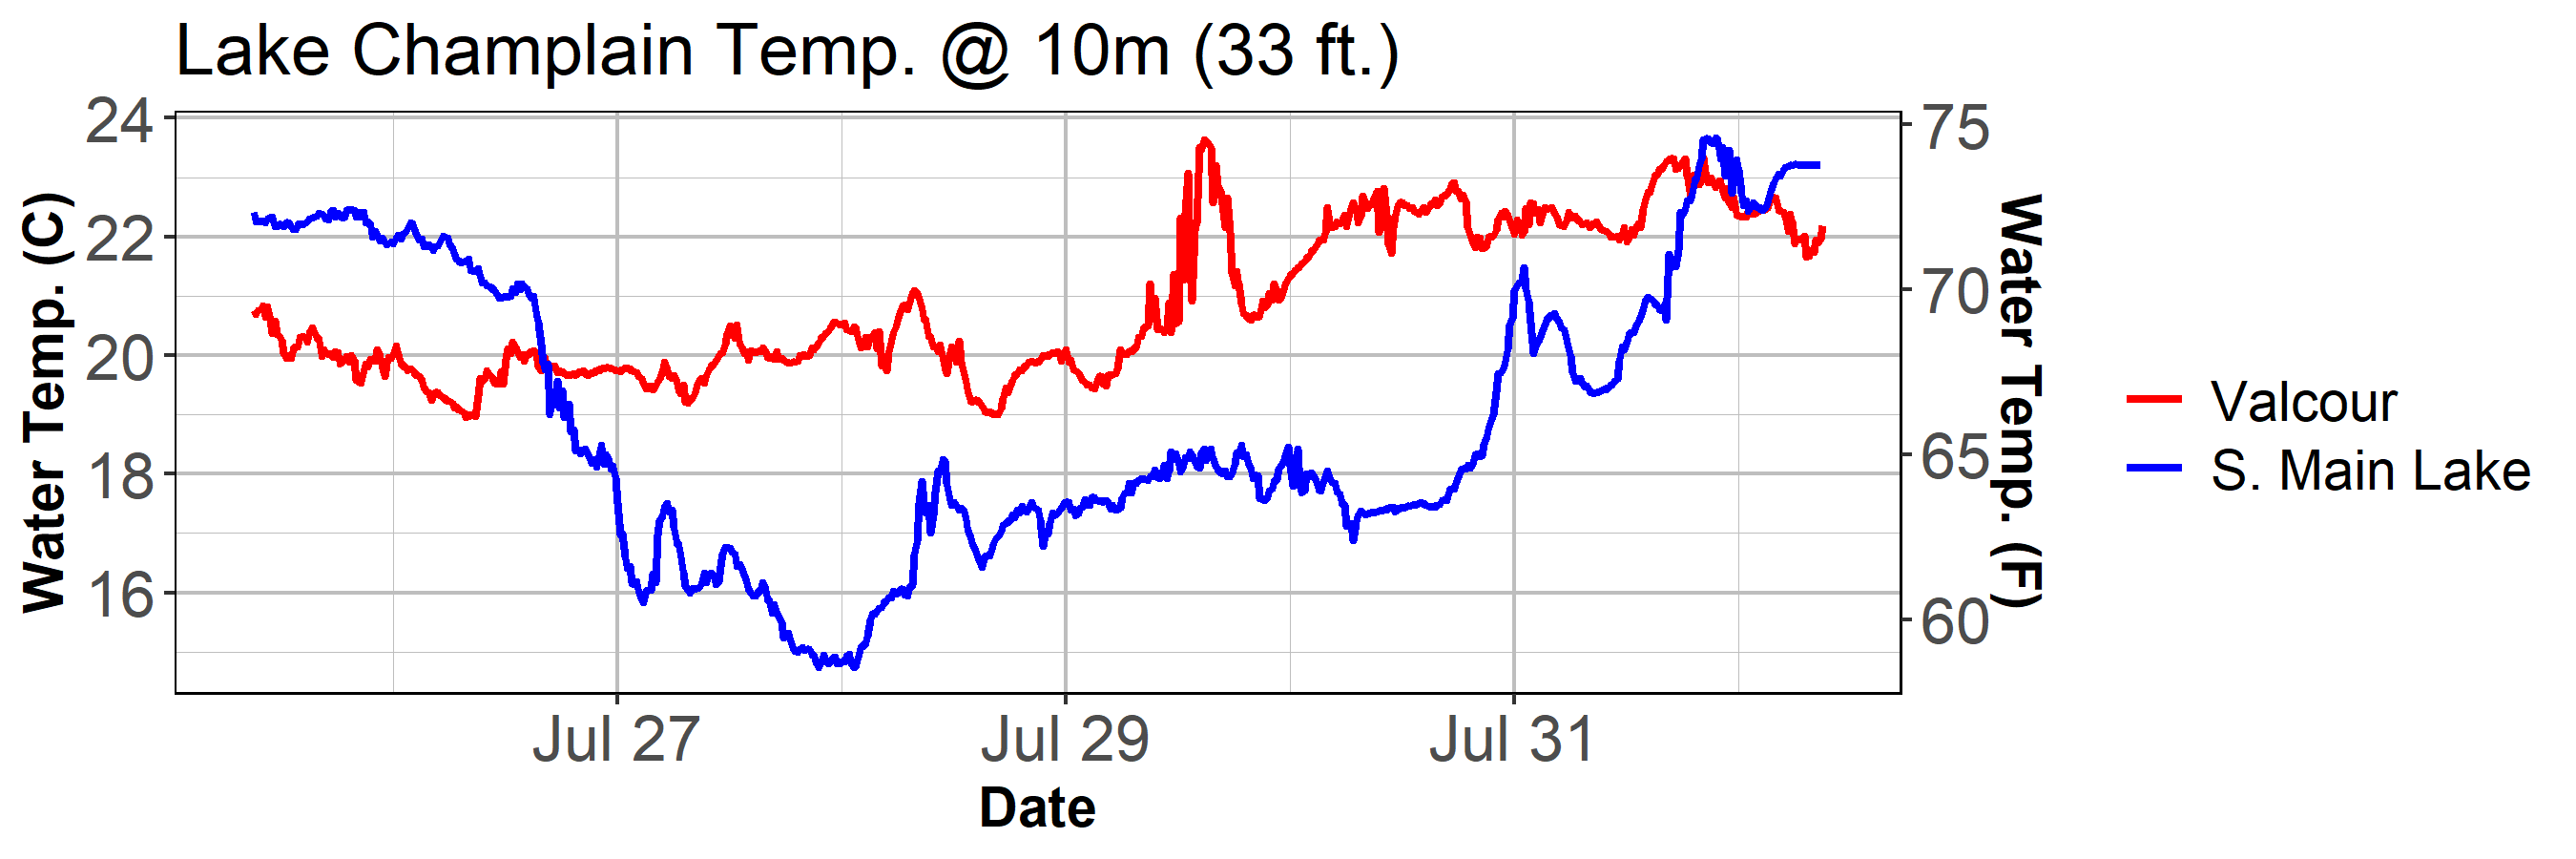 Lake Champlain Temp. @ 10m (33 ft.)
Water Temp. (C)
24
22
20
18
16
75
70
65
60
Water Temp. (F)
Jul 27
Jul 29
Jul 31
Date
Valcour
S. Main Lake